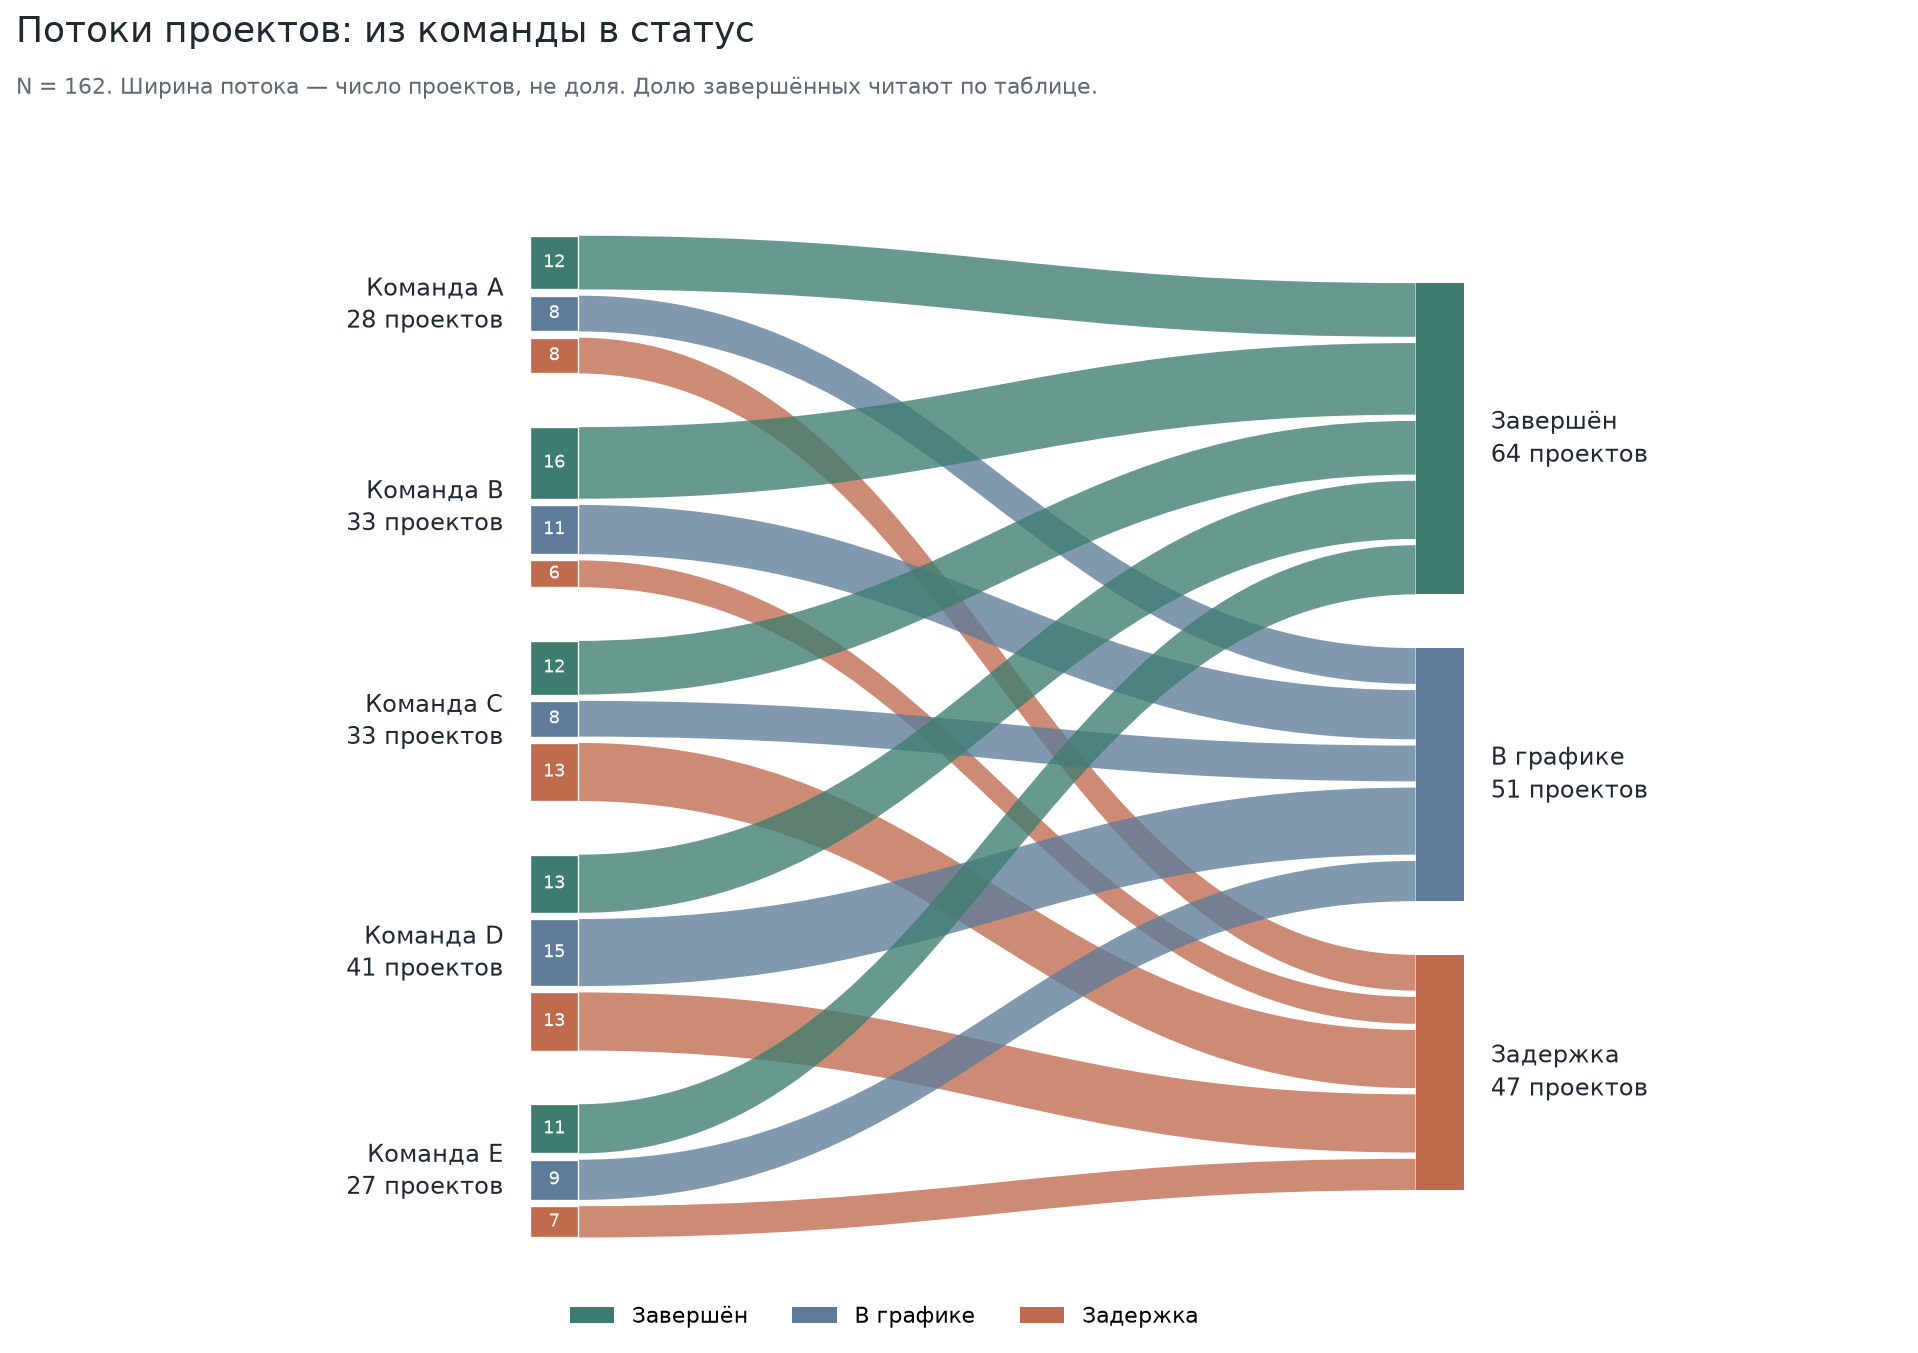 Потоки проектов: из команды в статус
N = 162. Ширина потока — число проектов, не доля. Долю завершённых читают по таблице.
Команда A
28 проектов
12
8
8
Команда B
33 проектов
16
11
6
Команда C
33 проектов
12
8
13
Команда D
41 проектов
13
15
13
Команда E
27 проектов
11
9
7
Завершён
64 проектов
В графике
51 проектов
Задержка
47 проектов
Завершён
В графике
Задержка